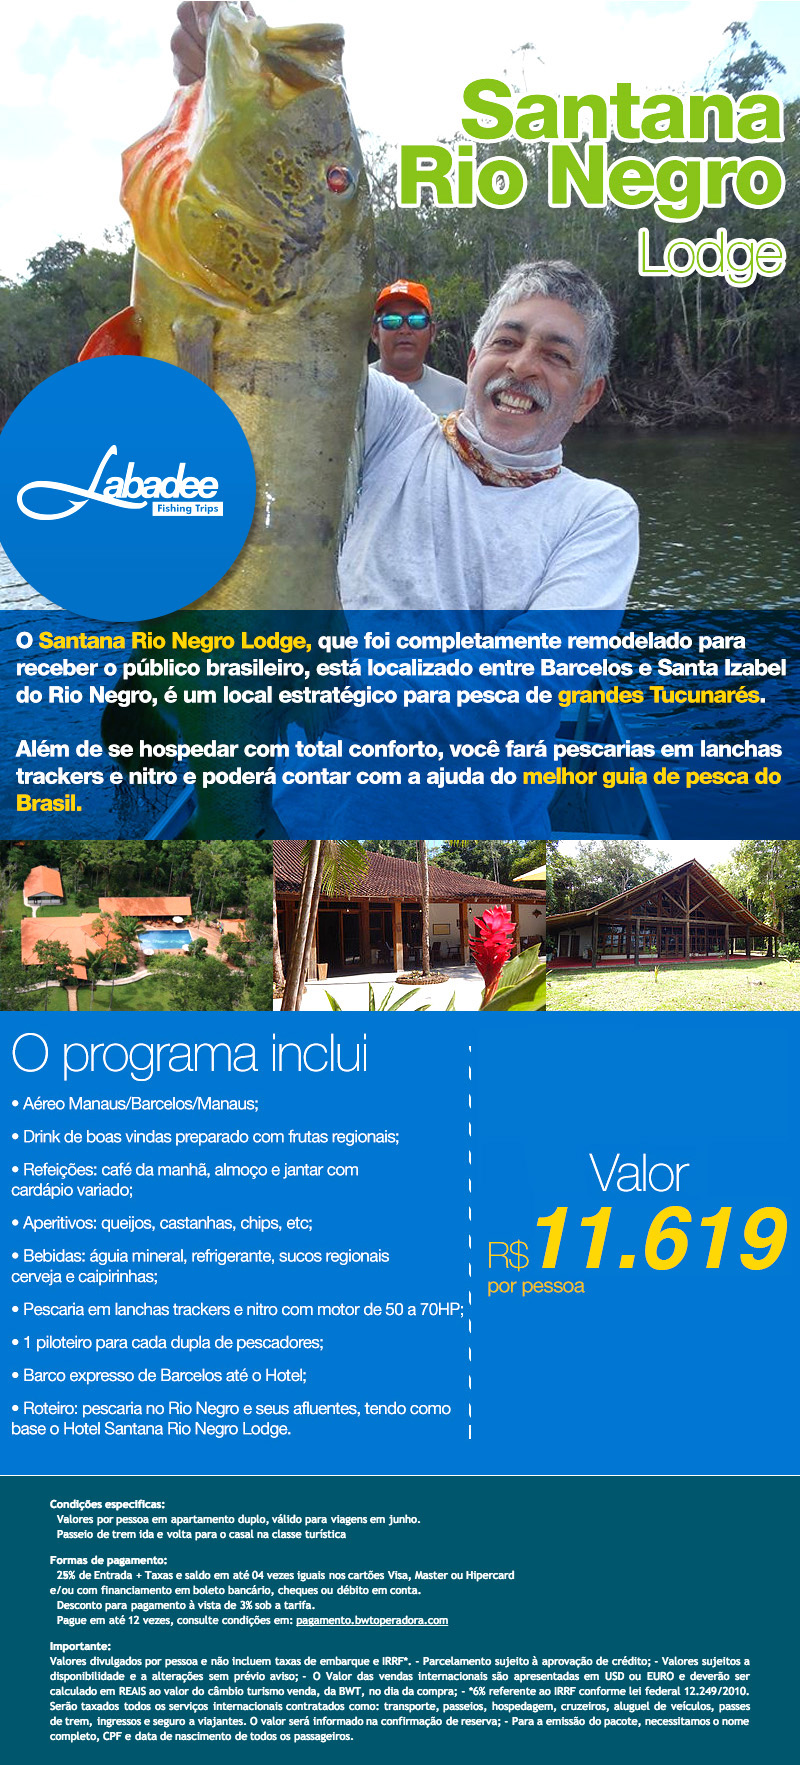 Santana
Rio Negro
Lodge
Labadee
Fishing Trips
O Santana Rio Negro Lodge, que foi completamente remodelado para
receber o público brasileiro, está localizado entre Barcelos e Santa Izabel
do Rio Negro, é um local estratégico para pesca de grandes Tucunarés.
Além de se hospedar com total conforto, você fará pescarias em lanchas
trackers e nitro e poderá contar com a ajuda do melhor guia de pesca do
Brasil.
O programa inclui
• Aéreo Manaus/Barcelos/Manaus;
• Drink de boas vindas preparado com frutas regionais;
• Refeições: café da manhã, almoço e jantar com
cardápio variado;
• Aperitivos: queijos, castanhas, chips, etc;
• Bebidas: águia mineral, refrigerante, sucos regionais
cerveja e caipirinhas;
• Pescaria em lanchas trackers e nitro com motor de 50 a 70HP;
• 1 piloteiro para cada dupla de pescadores;
• Barco expresso de Barcelos até o Hotel;
• Roteiro: pescaria no Rio Negro e seus afluentes, tendo como
base o Hotel Santana Rio Negro Lodge.
Valor
R$ 11.619
por pessoa
Condições especificas:
Valores por pessoa em apartamento duplo, válido para viagens em junho.
Passeio de trem ida e volta para o casal na classe turística
Formas de pagamento:
25% de Entrada + Taxas e saldo em até 04 vezes iguais nos cartões Visa, Master ou Hipercard
e/ou com financiamento em boleto bancário, cheques ou débito em conta.
Desconto para pagamento à vista de 3% sob a tarifa.
Pague em até 12 vezes, consulte condições em: pagamento.bwtoperadora.com
Importante:
Valores divulgados por pessoa e não incluem taxas de embarque e IRRF*. - Parcelamento sujeito à aprovação de crédito; - Valores sujeitos a
disponibilidade e a alterações sem prévio aviso; - O Valor das vendas internacionais são apresentadas em USD ou EURO e deverão ser
calculado em REAIS ao valor do câmbio turismo venda, da BWT, no dia da compra; - *6% referente ao IRRF conforme lei federal 12.249/2010.
Serão taxados todos os serviços internacionais contratados como: transporte, passeios, hospedagem, cruzeiros, aluguel de veículos, passes
de trem, ingressos e seguro a viajantes. O valor será informado na confirmação de reserva; - Para a emissão do pacote, necessitamos o nome
completo, CPF e data de nascimento de todos os passageiros.